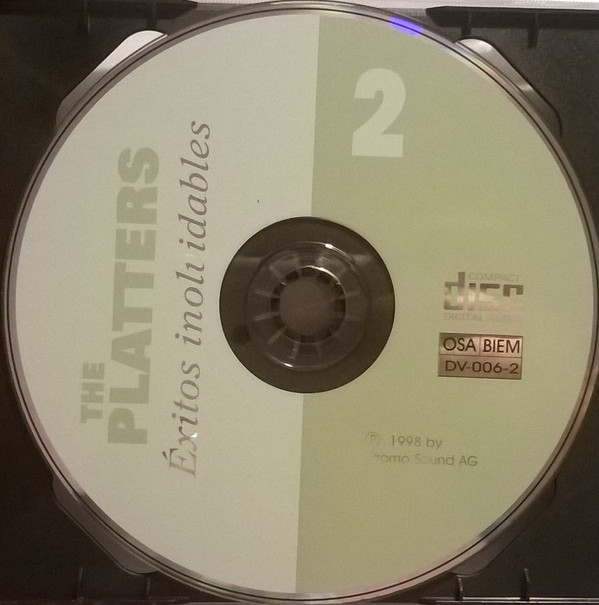 THE
PLATTERS
Éxitos inolvidables
2
COMPACT
disc
DIGITAL AUDIO
OSA BIEM
DV-006-2
℗ 1998 by
Promo Sound AG